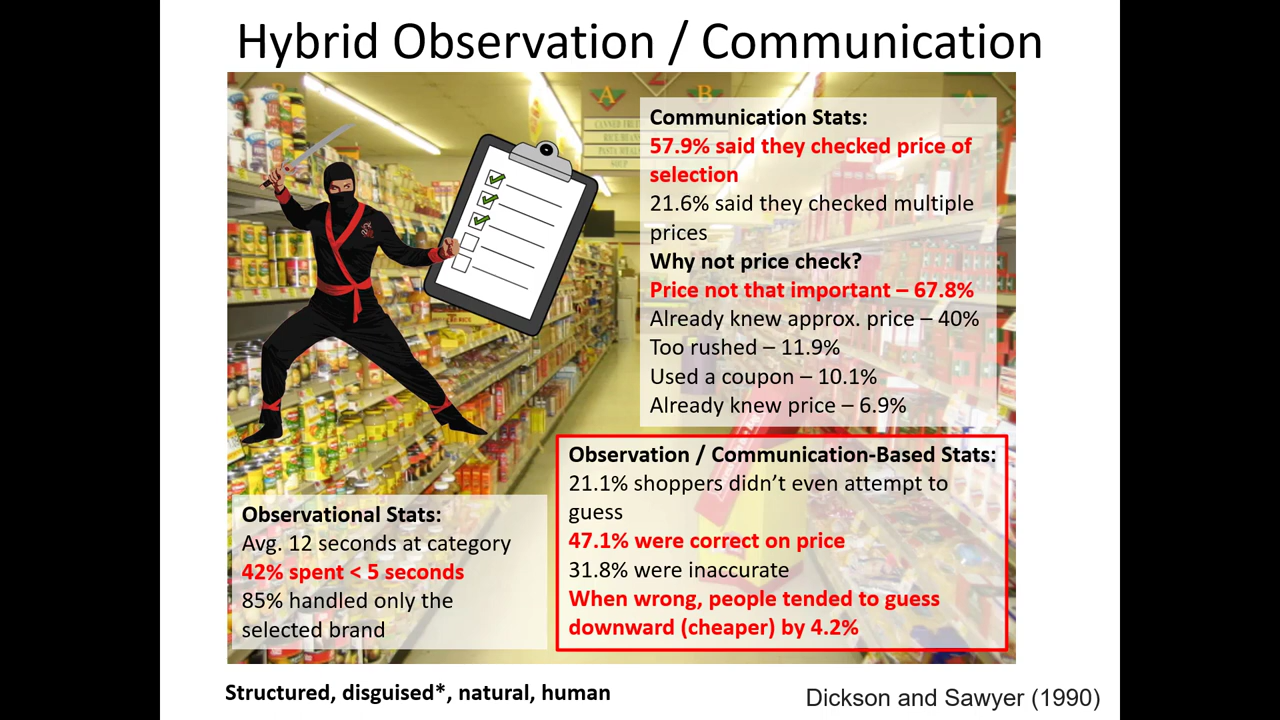 Hybrid Observation / Communication
A
B
A
Communication Stats:
57.9% said they checked price of
selection
21.6% said they checked multiple
prices
Why not price check?
Price not that important – 67.8%
Already knew approx. price – 40%
Too rushed – 11.9%
Used a coupon – 10.1%
Already knew price – 6.9%
Observation / Communication-Based Stats:
21.1% shoppers didn’t even attempt to
guess
47.1% were correct on price
31.8% were inaccurate
When wrong, people tended to guess
downward (cheaper) by 4.2%
Observational Stats:
Avg. 12 seconds at category
42% spent < 5 seconds
85% handled only the
selected brand
Structured, disguised*, natural, human
Dickson and Sawyer (1990)